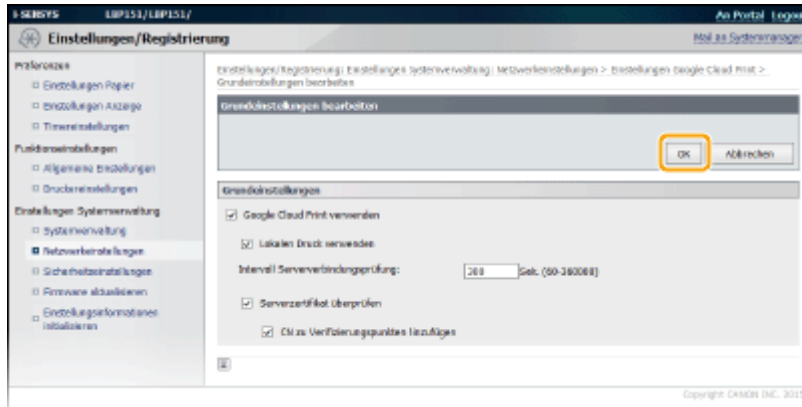 i-SENSYS LBP151/LBP151/
An Portal Logou
Einstellungen/Registrierung
Mail an Systemmanager
Präferenzen
Einstellungen/Registrierung: Einstellungen Systemverwaltung: Netzwerkeinstellungen > Einstellungen Google Cloud Print >
Grundeinstellungen bearbeiten
Einstellungen Papier
Einstellungen Anzeige
Timereinstellungen
Grundeinstellungen bearbeiten
Funktionseinstellungen
OK
Abbrechen
Allgemeine Einstellungen
Druckereinstellungen
Grundeinstellungen
Einstellungen Systemverwaltung
Google Cloud Print verwenden
Systemverwaltung
Lokalen Druck verwenden
Netzwerkeinstellungen
Intervall Serververbindungsprüfung: 300 Sek. (60-360000)
Sicherheitseinstellungen
Firmware aktualisieren
Serverzertifikat überprüfen
Einstellungsinformationen
initialisieren
CN zu Verifizierungspunkten hinzufügen
Copyright CANON INC. 2015